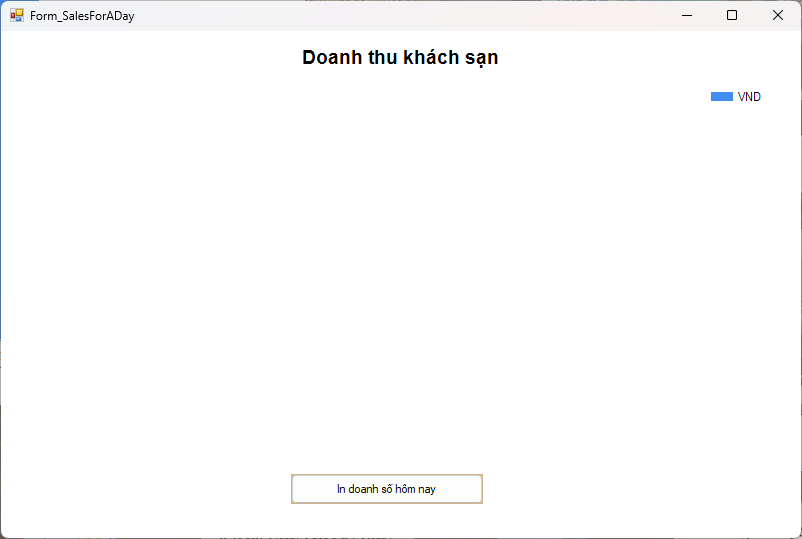 Form_SalesForADay
Doanh thu khách sạn
VND
In doanh số hôm nay